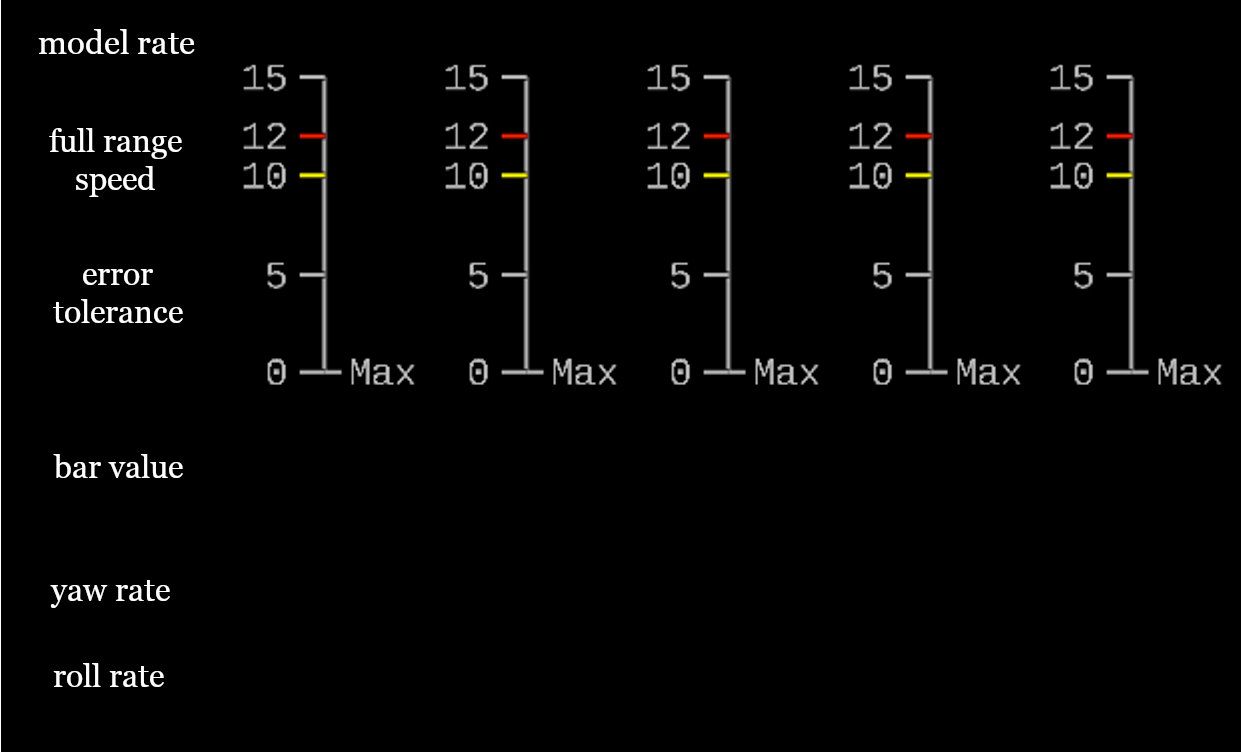 model rate
15 15 15 15 15
full range
speed
12 12 12 12 12
10 10 10 10 10
error
tolerance
5 5 5 5 5
0 Max 0 Max 0 Max 0 Max 0 Max
bar value
yaw rate
roll rate